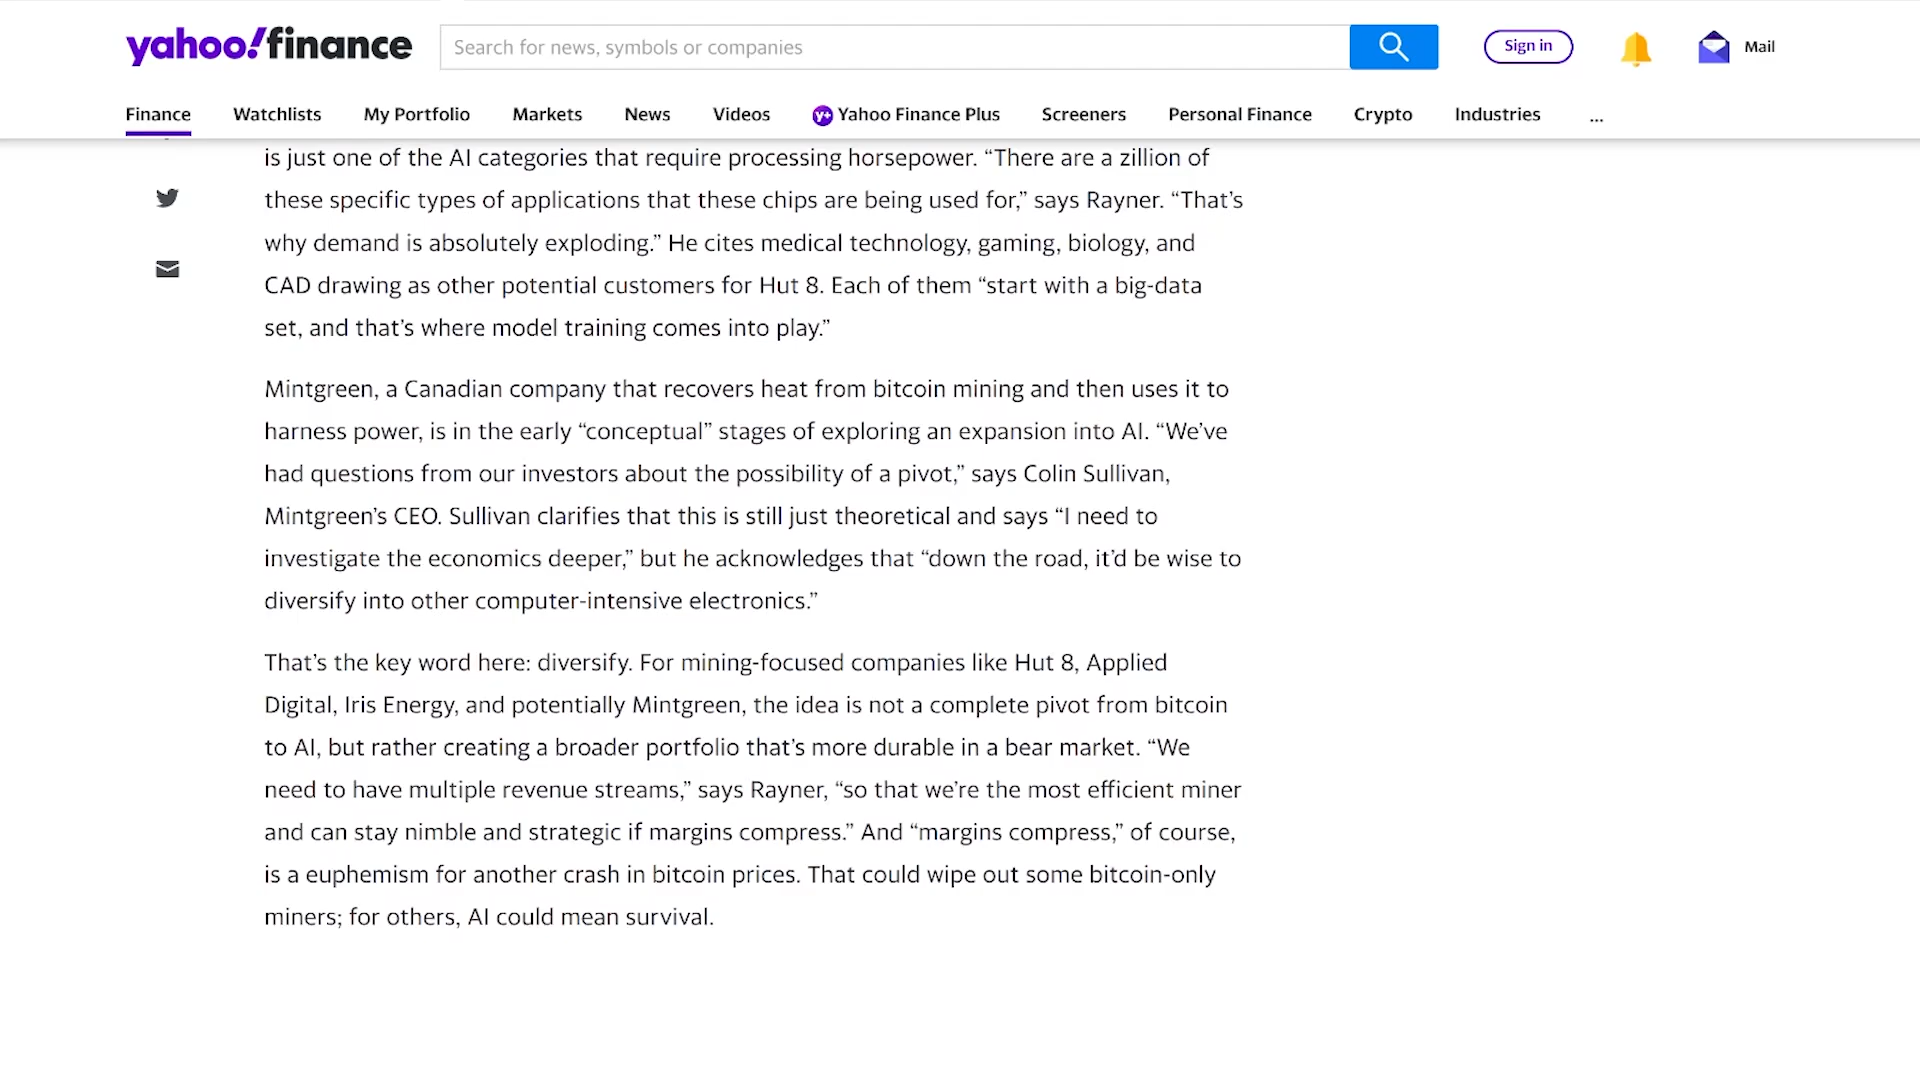 yahoo!finance
Search for news, symbols or companies
Sign in
Mail
Finance
Watchlists
My Portfolio
Markets
News
Videos
y+ Yahoo Finance Plus
Screeners
Personal Finance
Crypto
Industries
...
is just one of the AI categories that require processing horsepower. “There are a zillion of
these specific types of applications that these chips are being used for,” says Rayner. “That’s
why demand is absolutely exploding.” He cites medical technology, gaming, biology, and
CAD drawing as other potential customers for Hut 8. Each of them “start with a big-data
set, and that’s where model training comes into play.”
Mintgreen, a Canadian company that recovers heat from bitcoin mining and then uses it to
harness power, is in the early “conceptual” stages of exploring an expansion into AI. “We’ve
had questions from our investors about the possibility of a pivot,” says Colin Sullivan,
Mintgreen’s CEO. Sullivan clarifies that this is still just theoretical and says “I need to
investigate the economics deeper,” but he acknowledges that “down the road, it’d be wise to
diversify into other computer-intensive electronics.”
That’s the key word here: diversify. For mining-focused companies like Hut 8, Applied
Digital, Iris Energy, and potentially Mintgreen, the idea is not a complete pivot from bitcoin
to AI, but rather creating a broader portfolio that’s more durable in a bear market. “We
need to have multiple revenue streams,” says Rayner, “so that we’re the most efficient miner
and can stay nimble and strategic if margins compress.” And “margins compress,” of course,
is a euphemism for another crash in bitcoin prices. That could wipe out some bitcoin-only
miners; for others, AI could mean survival.